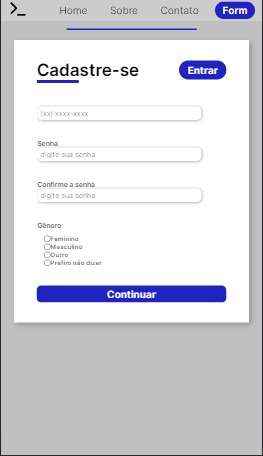 >_ Home Sobre Contato Form
Cadastre-se Entrar
(xx) xxxx-xxxx
Senha
digite sua senha
Confirme a senha
digite sua senha
Gênero
Feminino
Masculino
Outro
Prefiro não dizer
Continuar